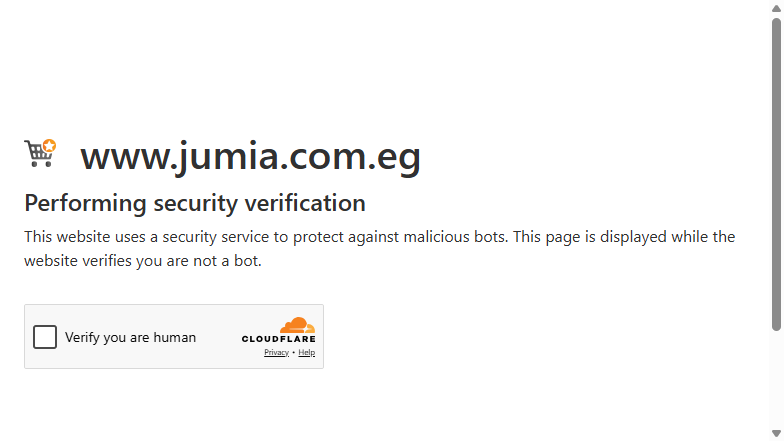 www.jumia.com.eg
Performing security verification
This website uses a security service to protect against malicious bots. This page is displayed while the
website verifies you are not a bot.
Verify you are human
CLOUDFLARE
Privacy • Help